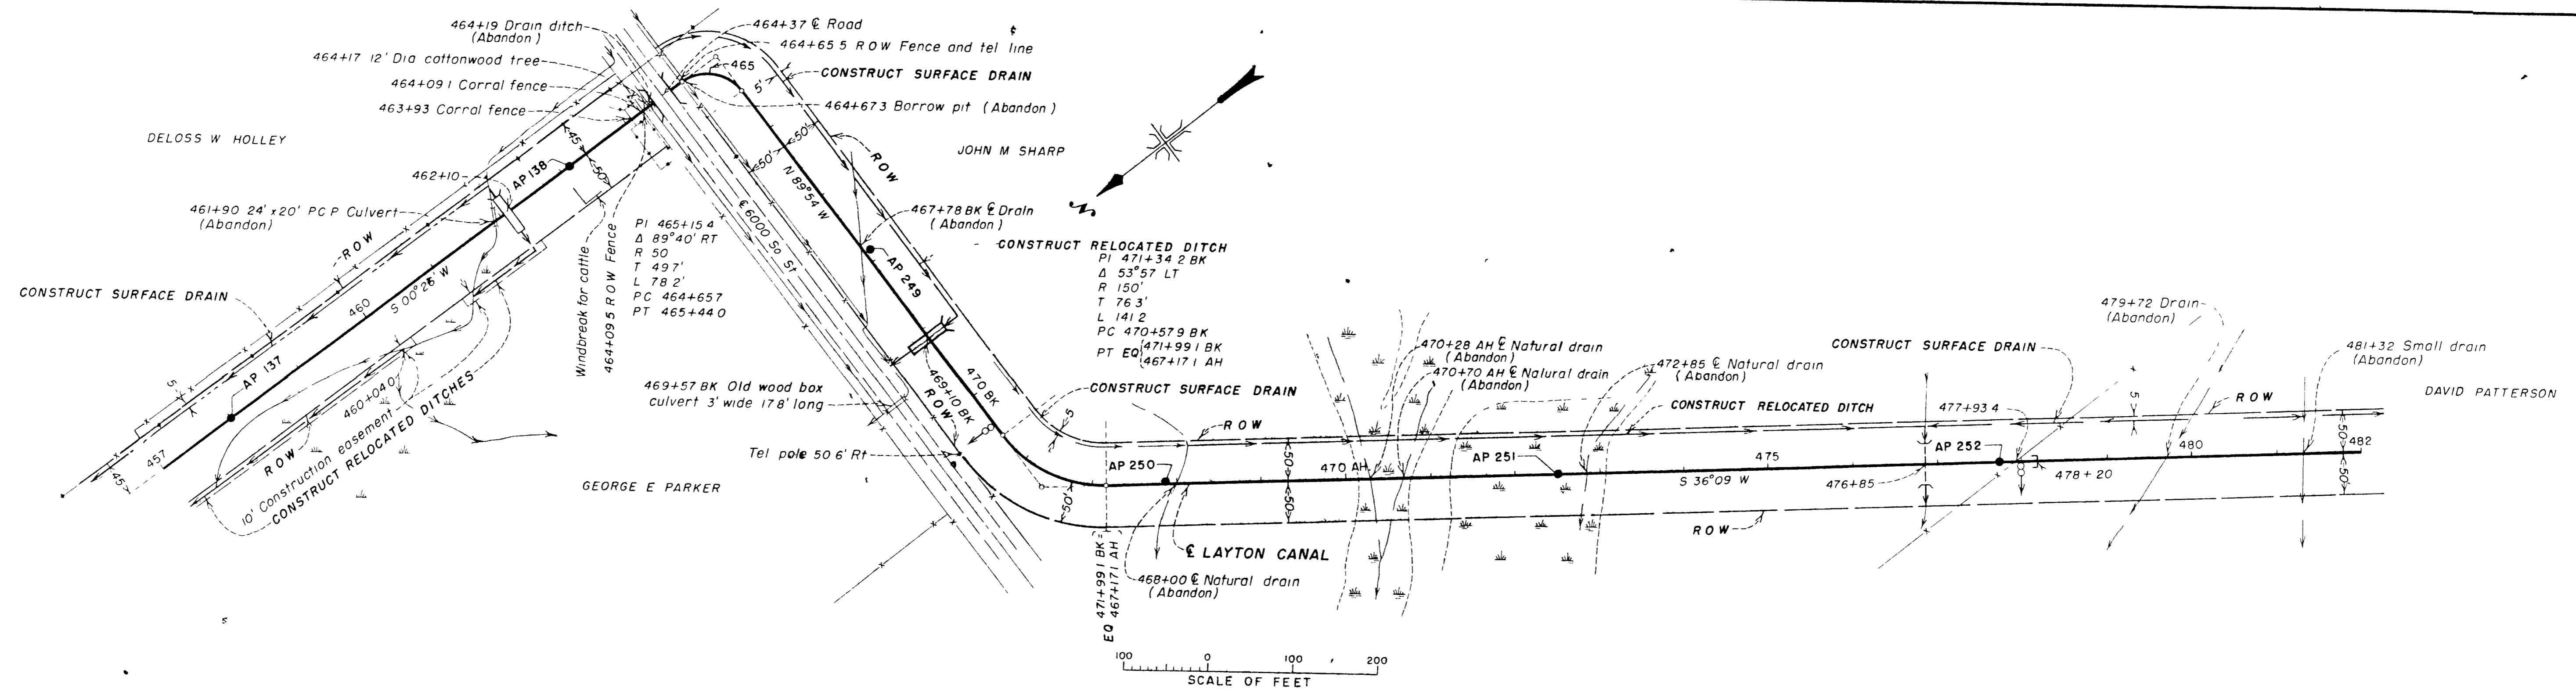 464+19 Drain ditch
(Abandon)
464+17 12' Dia cottonwood tree
464+09 1 Corral fence
463+93 Corral fence
DELOSS W HOLLEY
462+10
461+90 24' x20' P C P Culvert
(Abandon)
ROW
CONSTRUCT SURFACE DRAIN
AP 138
45'
50'
460
S 00°26' W
AP 137
5'
457
45'
ROW
460+04 0
10' Construction easement
CONSTRUCT RELOCATED DITCHES
Windbreak for cattle
464+09 5 ROW Fence
PI 465+15 4
Δ 89°40' RT
R 50
T 49 7'
L 78 2'
PC 464+65 7
PT 465+44 0
464+37 ℄ Road
464+65 5 ROW Fence and tel line
465
CONSTRUCT SURFACE DRAIN
5'
464+67 3 Borrow pit (Abandon)
50'
50'
ROW
JOHN M SHARP
N 89°54 W
℄ 6000 So St
467+78 BK ℄ Drain
(Abandon)
AP 249
CONSTRUCT RELOCATED DITCH
PI 471+34 2 BK
Δ 53°57 LT
R 150'
T 76 3'
L 141 2
PC 470+57 9 BK
PT EQ {471+99 1 BK
467+17 1 AH
469+57 BK Old wood box
culvert 3' wide 17 8' long
469+10 BK
470 BK
ROW
CONSTRUCT SURFACE DRAIN
5
Tel pole 50 6' Rt
GEORGE E PARKER
50'
EQ 471+99 1 BK =
467+17 1 AH
ROW
AP 250
℄ LAYTON CANAL
468+00 ℄ Natural drain
(Abandon)
50
50
470 AH
470+28 AH ℄ Natural drain
(Abandon)
470+70 AH ℄ Natural drain
(Abandon)
472+85 ℄ Natural drain
(Abandon)
CONSTRUCT RELOCATED DITCH
AP 251
S 36°09 W
475
CONSTRUCT SURFACE DRAIN
476+85
AP 252
477+93 4
478+20
ROW
479+72 Drain
(Abandon)
5'
480
ROW
481+32 Small drain
(Abandon)
482
50'
50'
DAVID PATTERSON
100 0 100 200
SCALE OF FEET